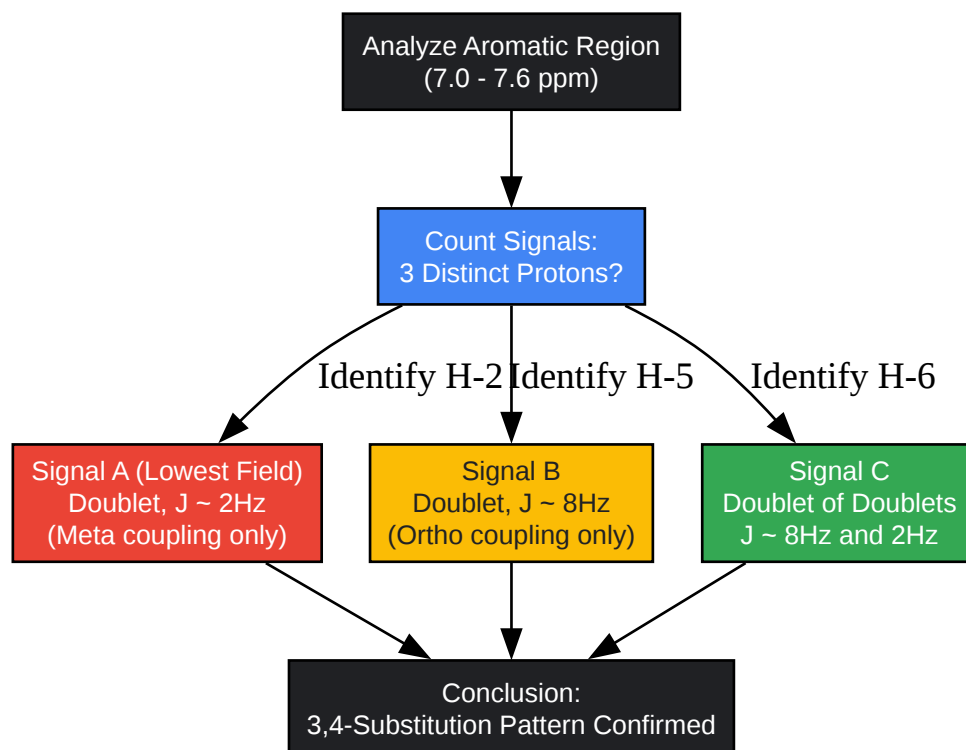 Analyze Aromatic Region
(7.0 - 7.6 ppm)
Count Signals:
3 Distinct Protons?
Identify H-2
Identify H-5
Identify H-6
Signal A (Lowest Field)
Doublet, J ~ 2Hz
(Meta coupling only)
Signal B
Doublet, J ~ 8Hz
(Ortho coupling only)
Signal C
Doublet of Doublets
J ~ 8Hz and 2Hz
Conclusion:
3,4-Substitution Pattern Confirmed